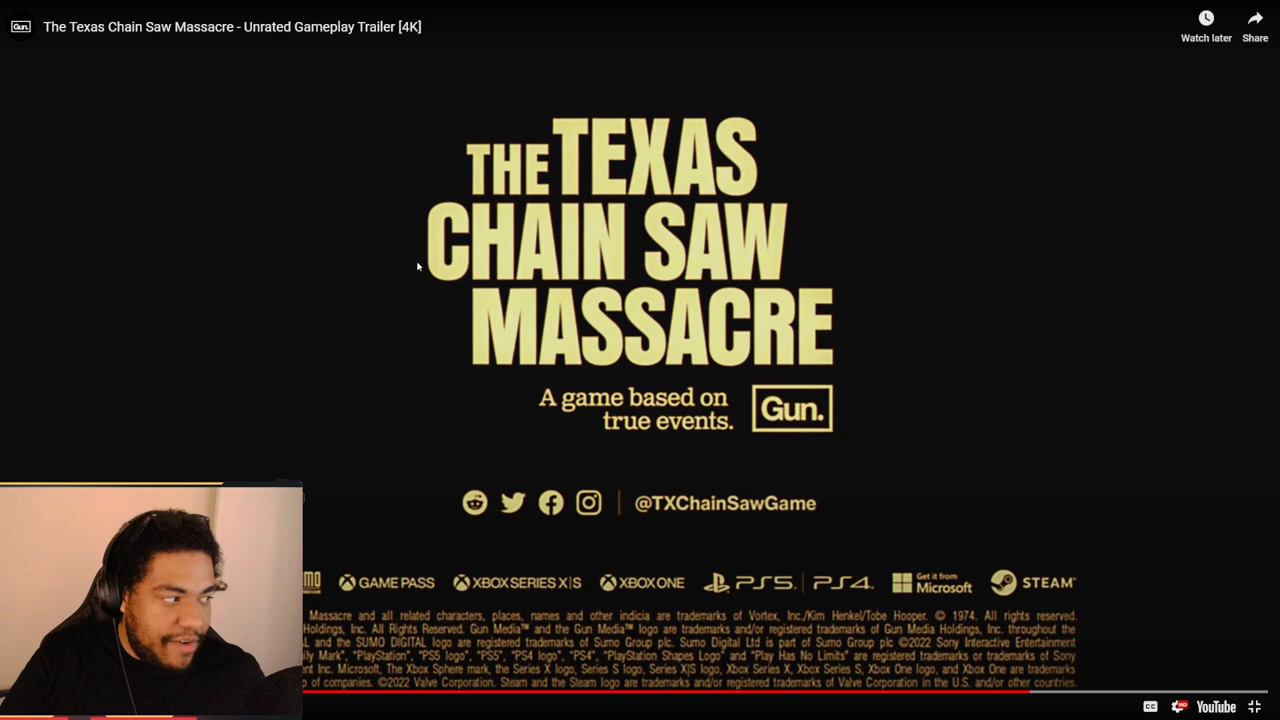 Gun.
The Texas Chain Saw Massacre - Unrated Gameplay Trailer [4K]
Watch later
Share
THE TEXAS
CHAIN SAW
MASSACRE
A game based on
true events.
Gun.
@TXChainSawGame
GAME PASS
XBOX SERIES X|S
XBOX ONE
PS5
PS4
Get it from
Microsoft
STEAM
Massacre and all related characters, places, names and other indicia are trademarks of Vortex, Inc./Kim Henkel/Tobe Hooper. © 1974. All rights reserved.
Holdings, Inc. All Rights Reserved. Gun Media™ and the Gun Media™ logo are trademarks and/or registered trademarks of Gun Media Holdings, Inc. throughout the
and the SUMO DIGITAL logo are registered trademarks of Sumo Group plc. Sumo Digital Ltd is part of Sumo Group plc ©2022 Sony Interactive Entertainment
Mark", "PlayStation", "PS5 logo", "PS5", "PS4 logo", "PS4", "PlayStation Shapes Logo" and "Play Has No Limits" are registered trademarks or trademarks of Sony
Inc. Microsoft, The Xbox Sphere mark, the Series X logo, Series S logo, Series X|S logo, Xbox Series X, Xbox Series S, Xbox One logo, and Xbox One are trademarks
of companies. ©2022 Valve Corporation. Steam and the Steam logo are trademarks and/or registered trademarks of Valve Corporation in the U.S. and/or other countries.
CC
HD
YouTube